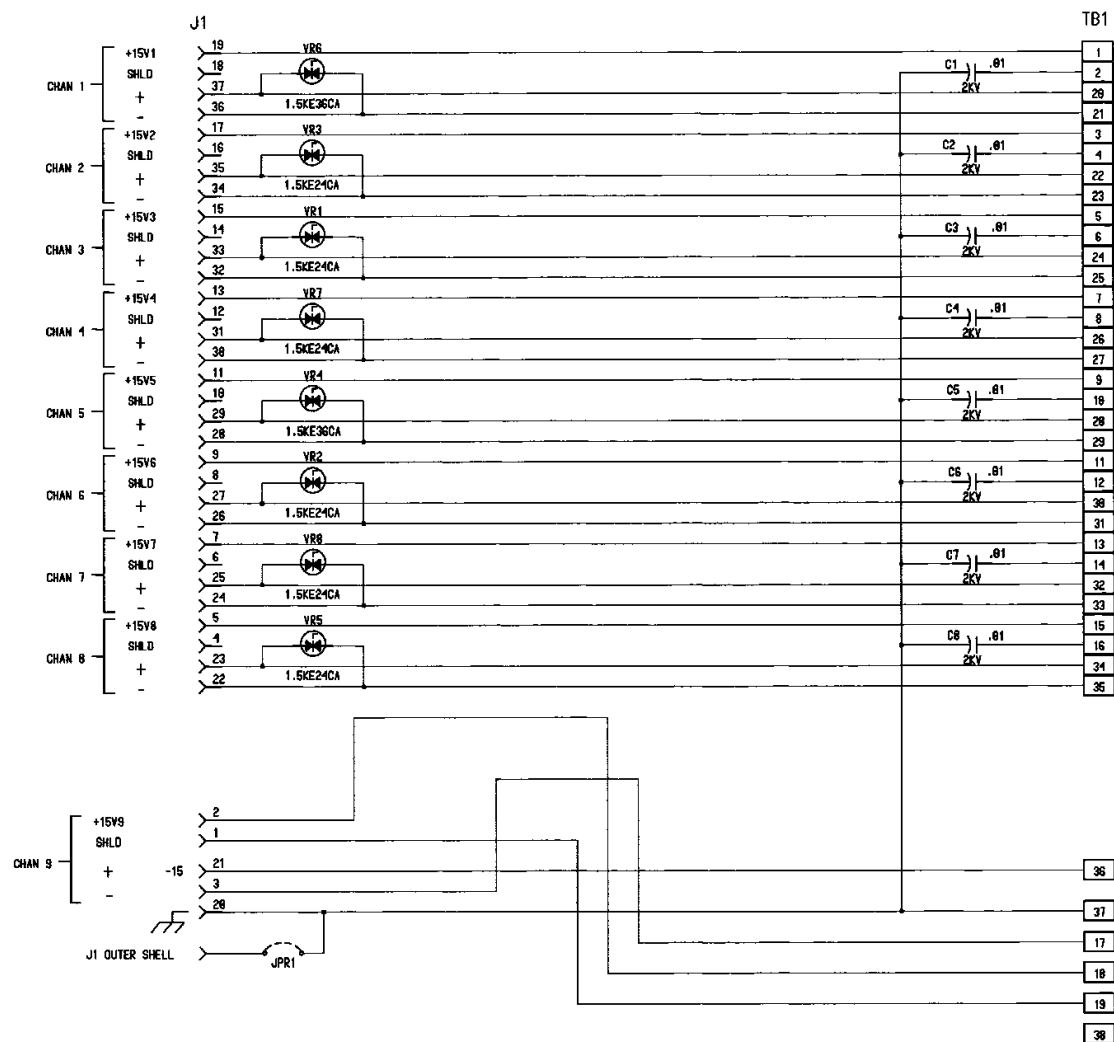 J1 TB1
+15V1 19 VR6 1
SHLD 18 C1 .01 2
CHAN 1 + 37 1.5KE36CA 2KV 20
- 36 21
+15V2 17 VR3 3
SHLD 16 C2 .01 4
CHAN 2 + 35 1.5KE24CA 2KV 22
- 34 23
+15V3 15 VR1 5
SHLD 14 C3 .01 6
CHAN 3 + 33 1.5KE24CA 2KV 24
- 32 25
+15V4 13 VR7 7
SHLD 12 C4 .01 8
CHAN 4 + 31 1.5KE24CA 2KV 26
- 30 27
+15V5 11 VR4 9
SHLD 10 C5 .01 10
CHAN 5 + 29 1.5KE36CA 2KV 28
- 28 29
+15V6 9 VR2 11
SHLD 8 C6 .01 12
CHAN 6 + 27 1.5KE24CA 2KV 30
- 26 31
+15V7 7 VR8 13
SHLD 6 C7 .01 14
CHAN 7 + 25 1.5KE24CA 2KV 32
- 24 33
+15V8 5 VR5 15
SHLD 4 C8 .01 16
CHAN 8 + 23 1.5KE24CA 2KV 34
- 22 35
+15V9 2
SHLD 1
CHAN 9 + -15 21 36
- 3
20 37
17
J1 OUTER SHELL JPR1
18
19
38